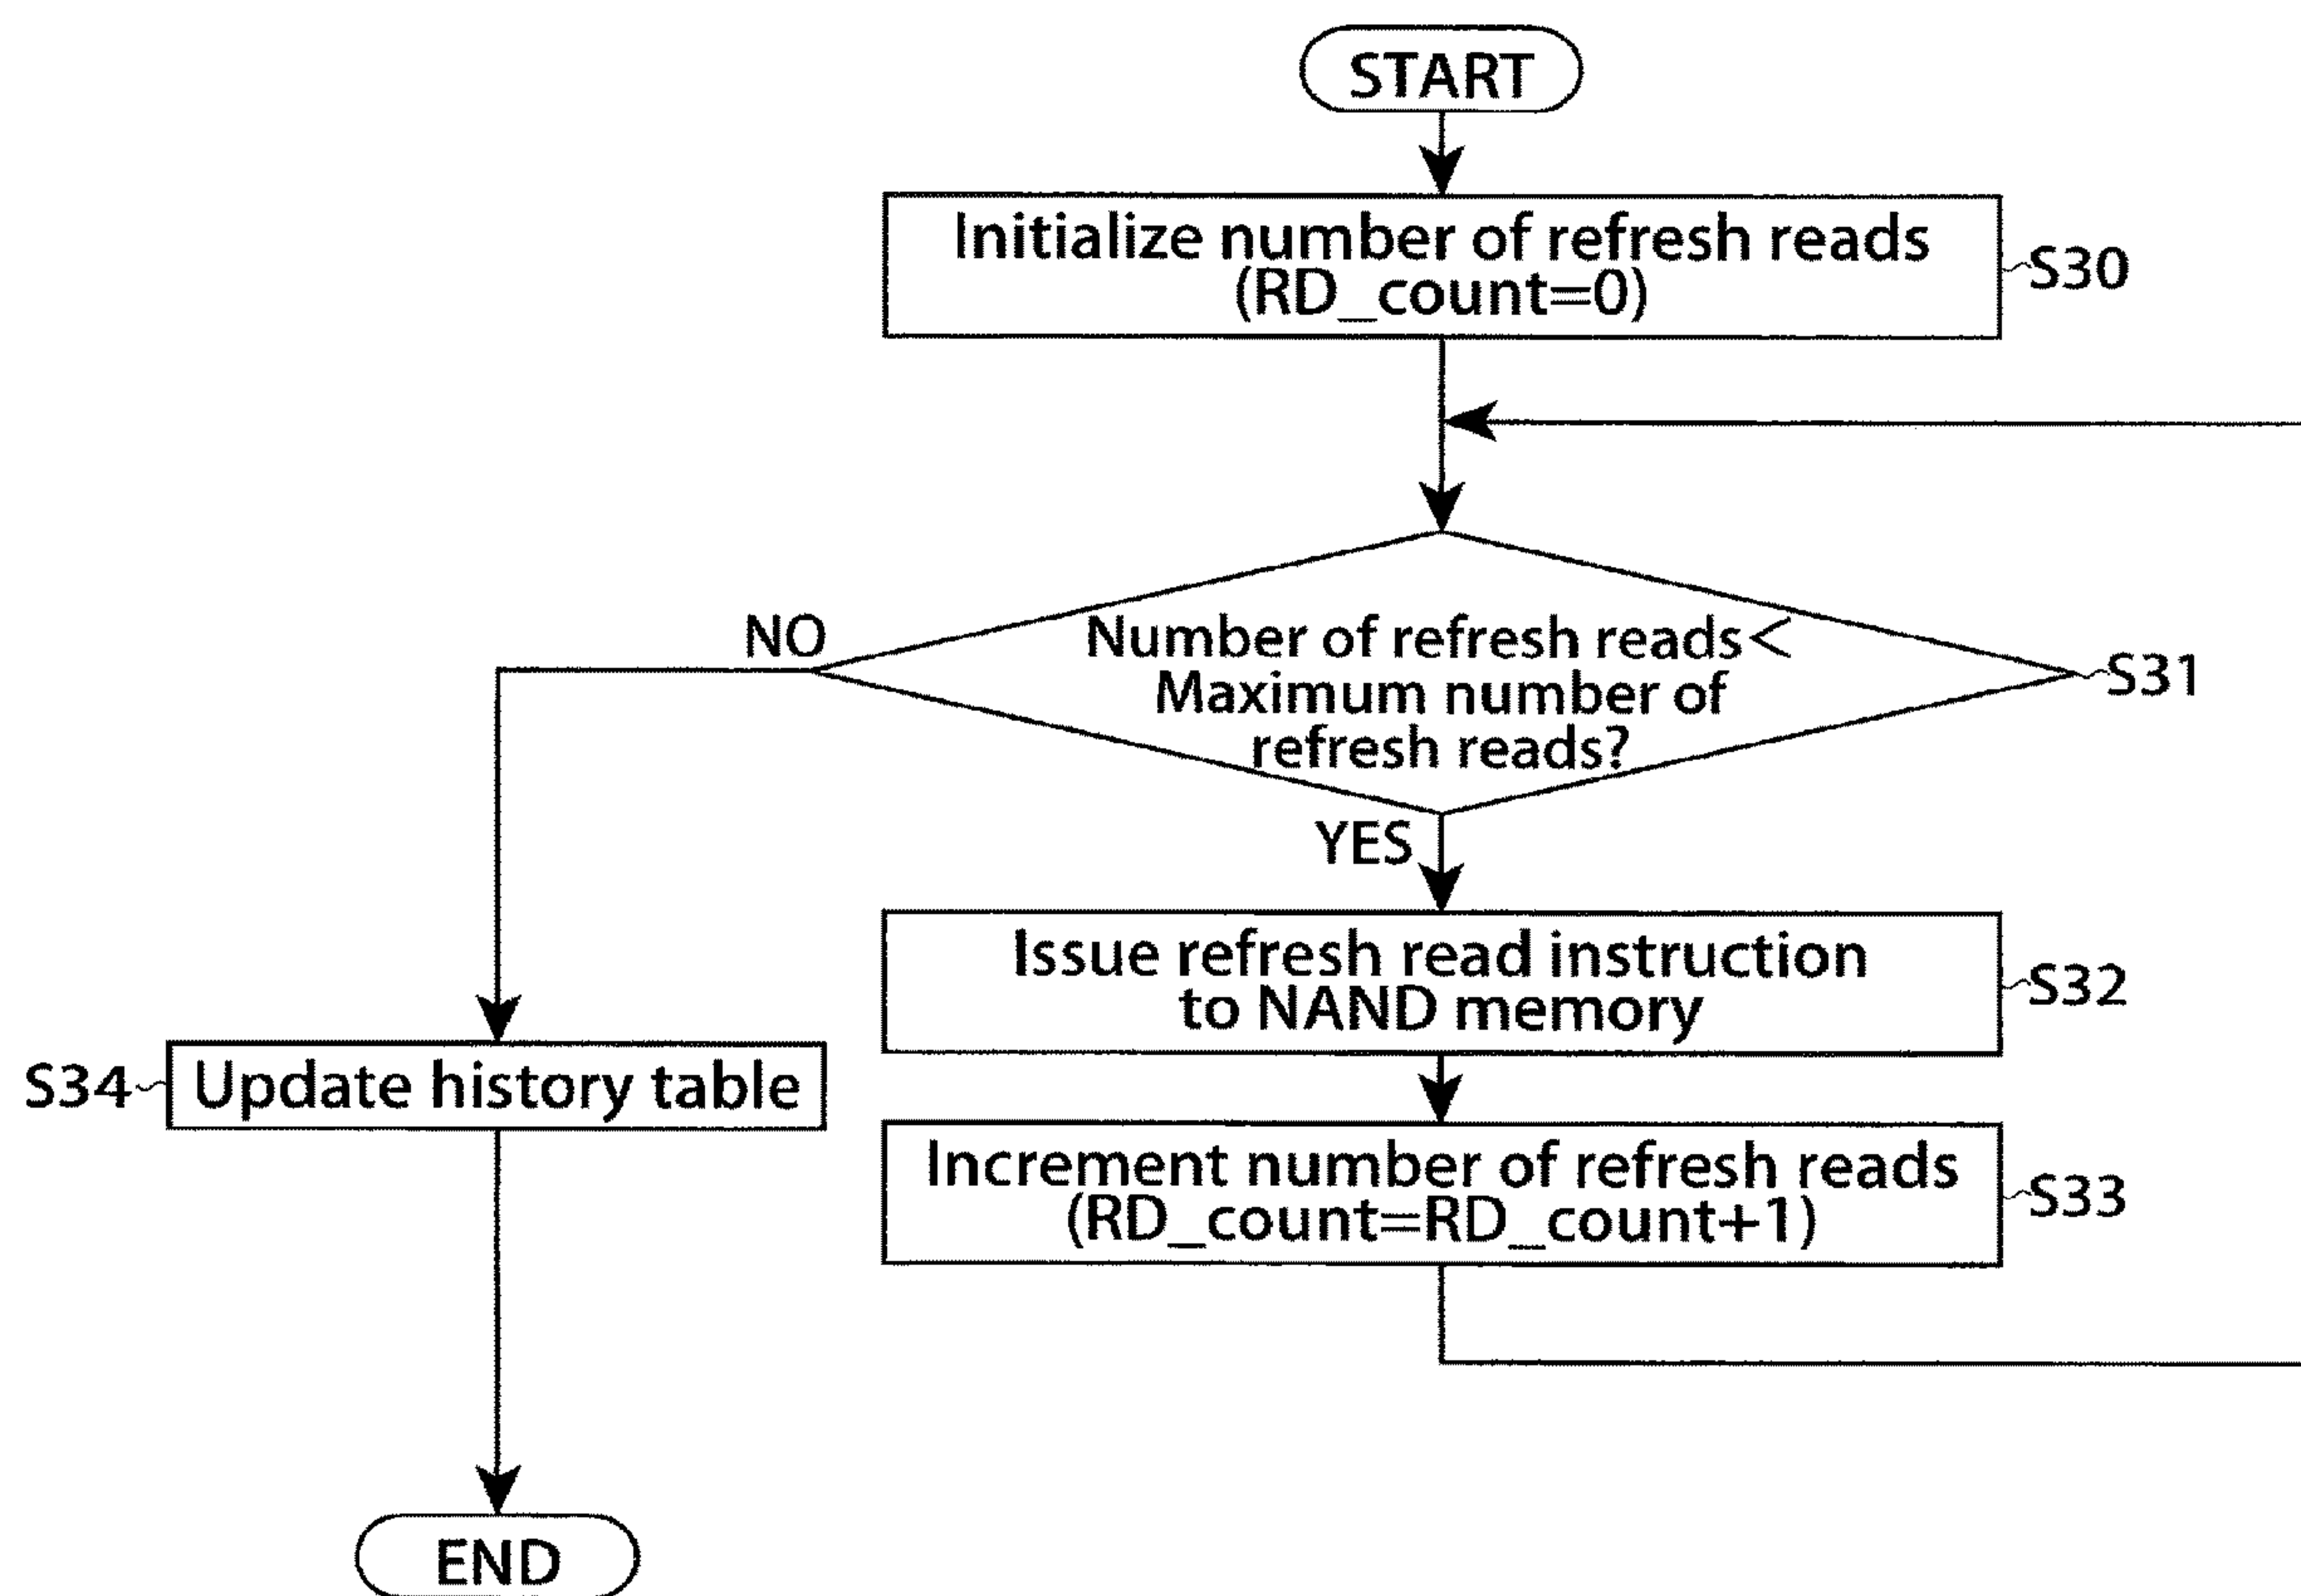 START
Initialize number of refresh reads
(RD_count=0)
S30
NO
Number of refresh reads<
Maximum number of
refresh reads?
S31
YES
Issue refresh read instruction
to NAND memory
S32
S34
Update history table
Increment number of refresh reads
(RD_count=RD_count+1)
S33
END